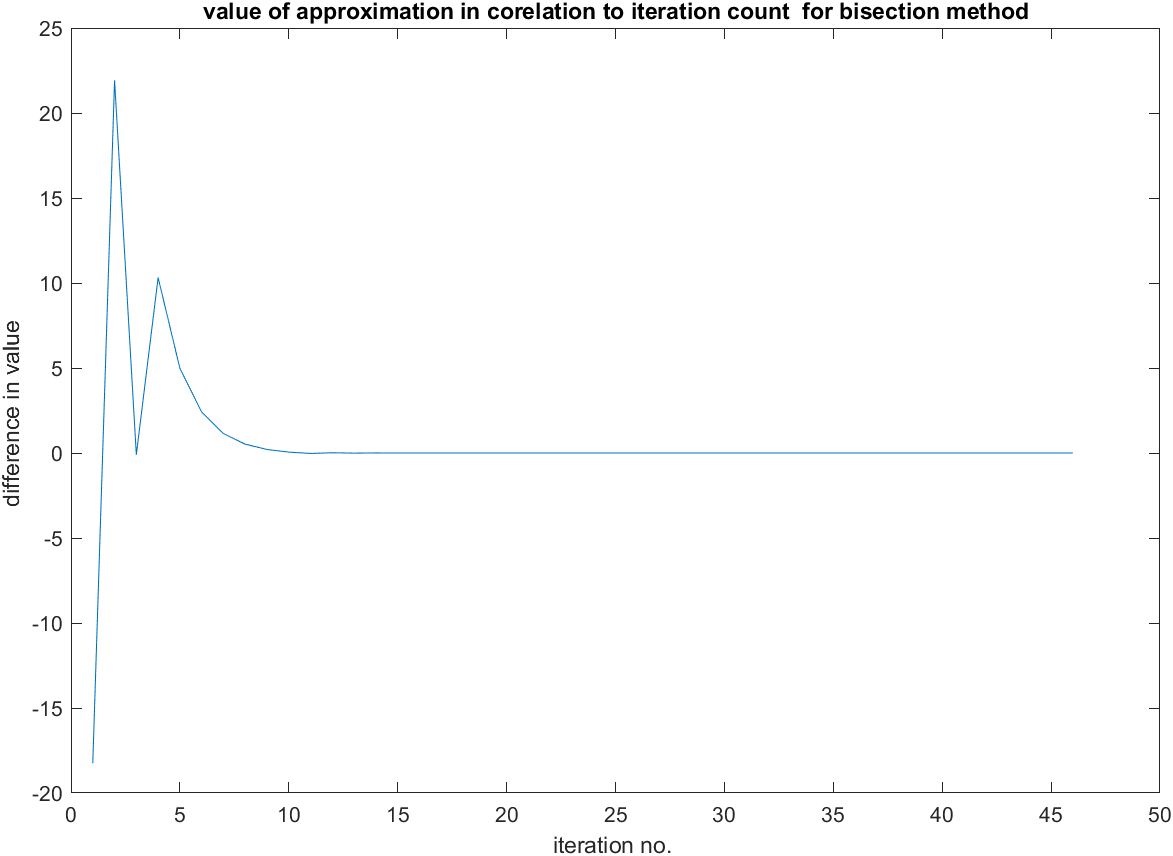 value of approximation in corelation to iteration count  for bisection method
25
20
15
10
5
0
-5
-10
-15
-20
difference in value
0 5 10 15 20 25 30 35 40 45 50
iteration no.